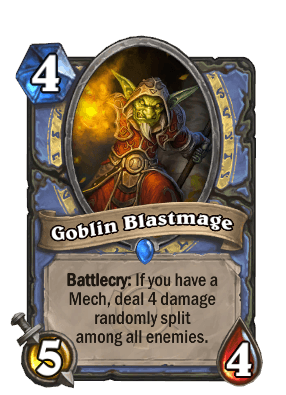 4
Goblin Blastmage
Battlecry: If you have a
Mech, deal 4 damage
randomly split
among all enemies.
5
4